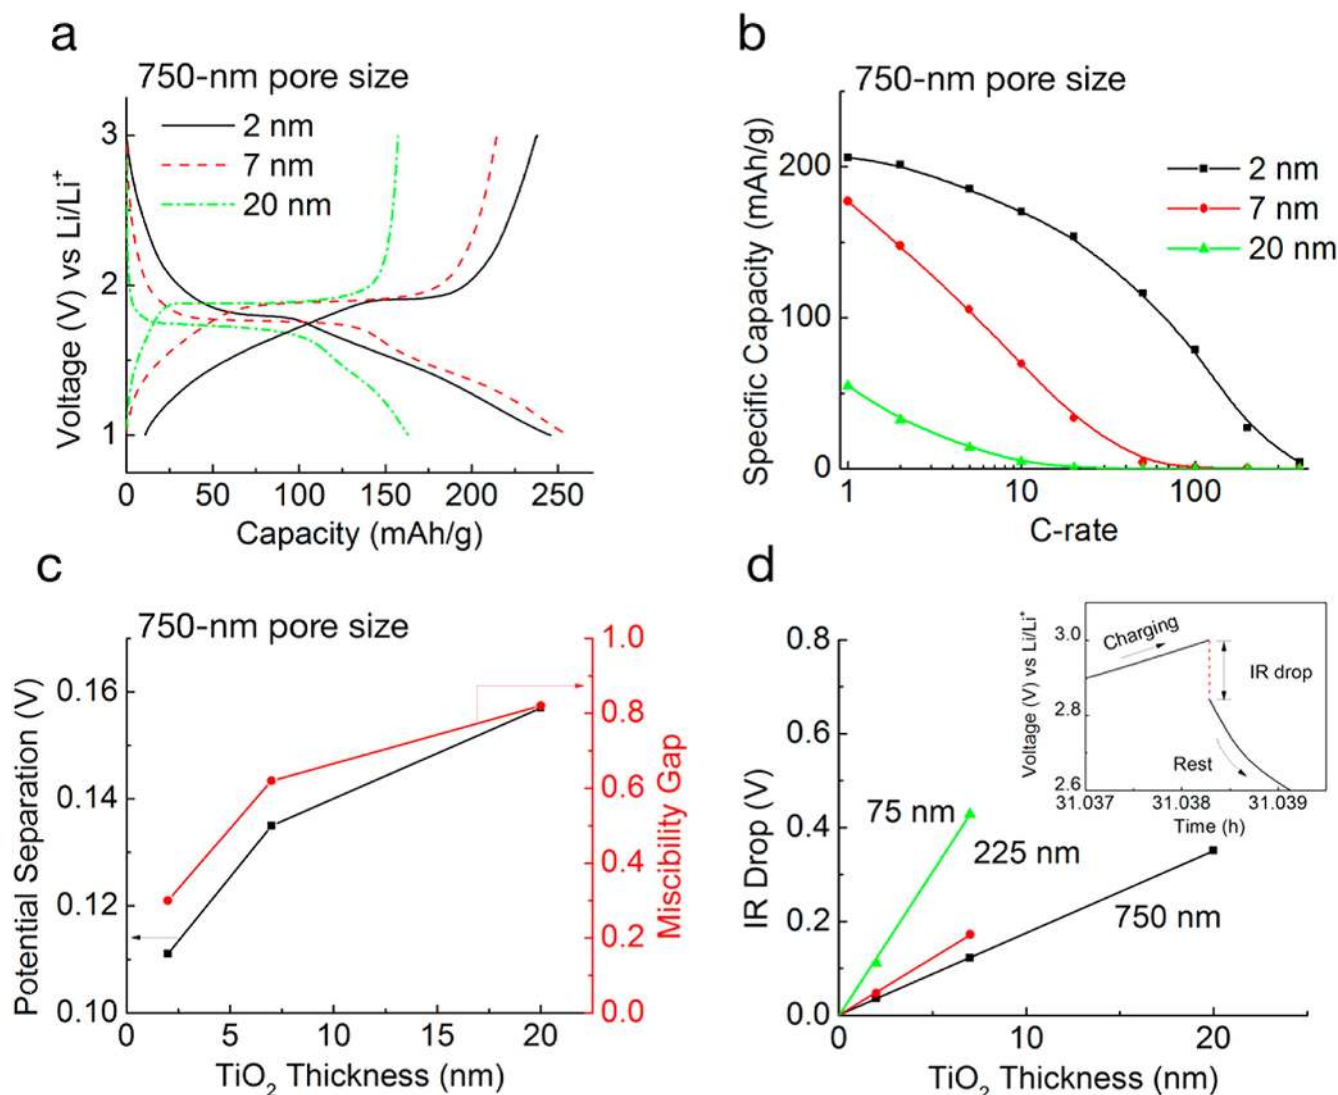 a
750-nm pore size
2 nm
7 nm
20 nm
3
2
1
Voltage (V) vs Li/Li⁺
0 50 100 150 200 250
Capacity (mAh/g)
b
750-nm pore size
2 nm
7 nm
20 nm
200
100
0
Specific Capacity (mAh/g)
1 10 100
C-rate
c
750-nm pore size
0.16
0.14
0.12
0.10
Potential Separation (V)
1.0
0.8
0.6
0.4
0.2
0.0
Miscibility Gap
0 5 10 15 20
TiO₂ Thickness (nm)
d
0.8
0.6
0.4
0.2
0.0
IR Drop (V)
75 nm
225 nm
750 nm
0 10 20
TiO₂ Thickness (nm)
3.0
2.8
2.6
Voltage (V) vs Li/Li⁺
Charging
IR drop
Rest
31.037 31.038 31.039
Time (h)